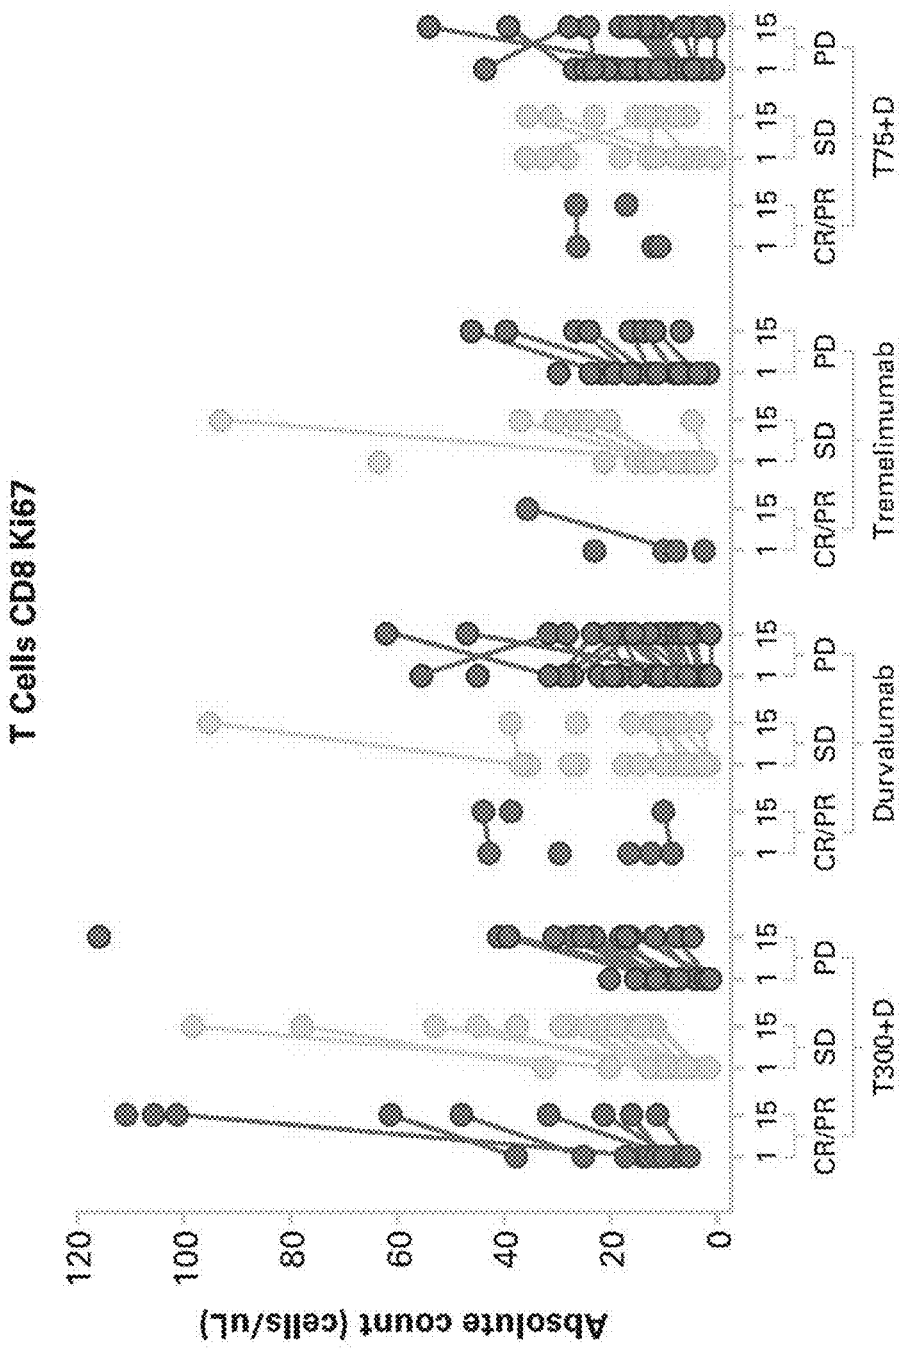 T Cells CD8 Ki67
Absolute count (cells/uL)
120
100
80
60
40
20
0
1 15 1 15 1 15 1 15 1 15 1 15 1 15 1 15 1 15 1 15 1 15 1 15
CR/PR SD PD CR/PR SD PD CR/PR SD PD CR/PR SD PD
T300+D Durvalumab Tremelimumab T75+D